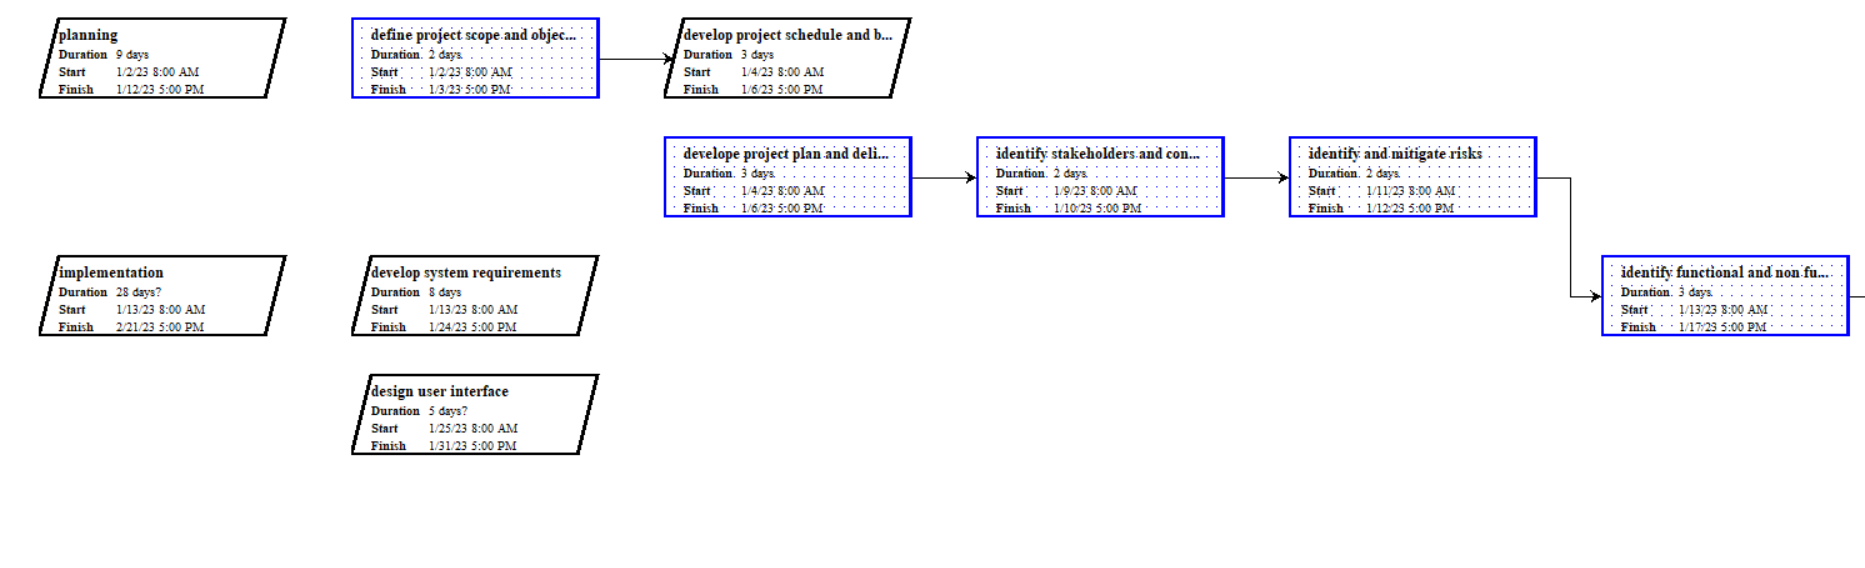 planning
Duration 9 days
Start 1/2/23 8:00 AM
Finish 1/12/23 5:00 PM
define project scope and objec...
Duration 2 days
Start 1/2/23 8:00 AM
Finish 1/3/23 5:00 PM
develop project schedule and b...
Duration 3 days
Start 1/4/23 8:00 AM
Finish 1/6/23 5:00 PM
develope project plan and deli...
Duration 3 days
Start 1/4/23 8:00 AM
Finish 1/6/23 5:00 PM
identify stakeholders and con...
Duration 2 days
Start 1/9/23 8:00 AM
Finish 1/10/23 5:00 PM
identify and mitigate risks
Duration 2 days
Start 1/11/23 8:00 AM
Finish 1/12/23 5:00 PM
implementation
Duration 28 days?
Start 1/13/23 8:00 AM
Finish 2/21/23 5:00 PM
develop system requirements
Duration 8 days
Start 1/13/23 8:00 AM
Finish 1/24/23 5:00 PM
identify functional and non fu...
Duration 3 days
Start 1/13/23 8:00 AM
Finish 1/17/23 5:00 PM
design user interface
Duration 5 days?
Start 1/25/23 8:00 AM
Finish 1/31/23 5:00 PM